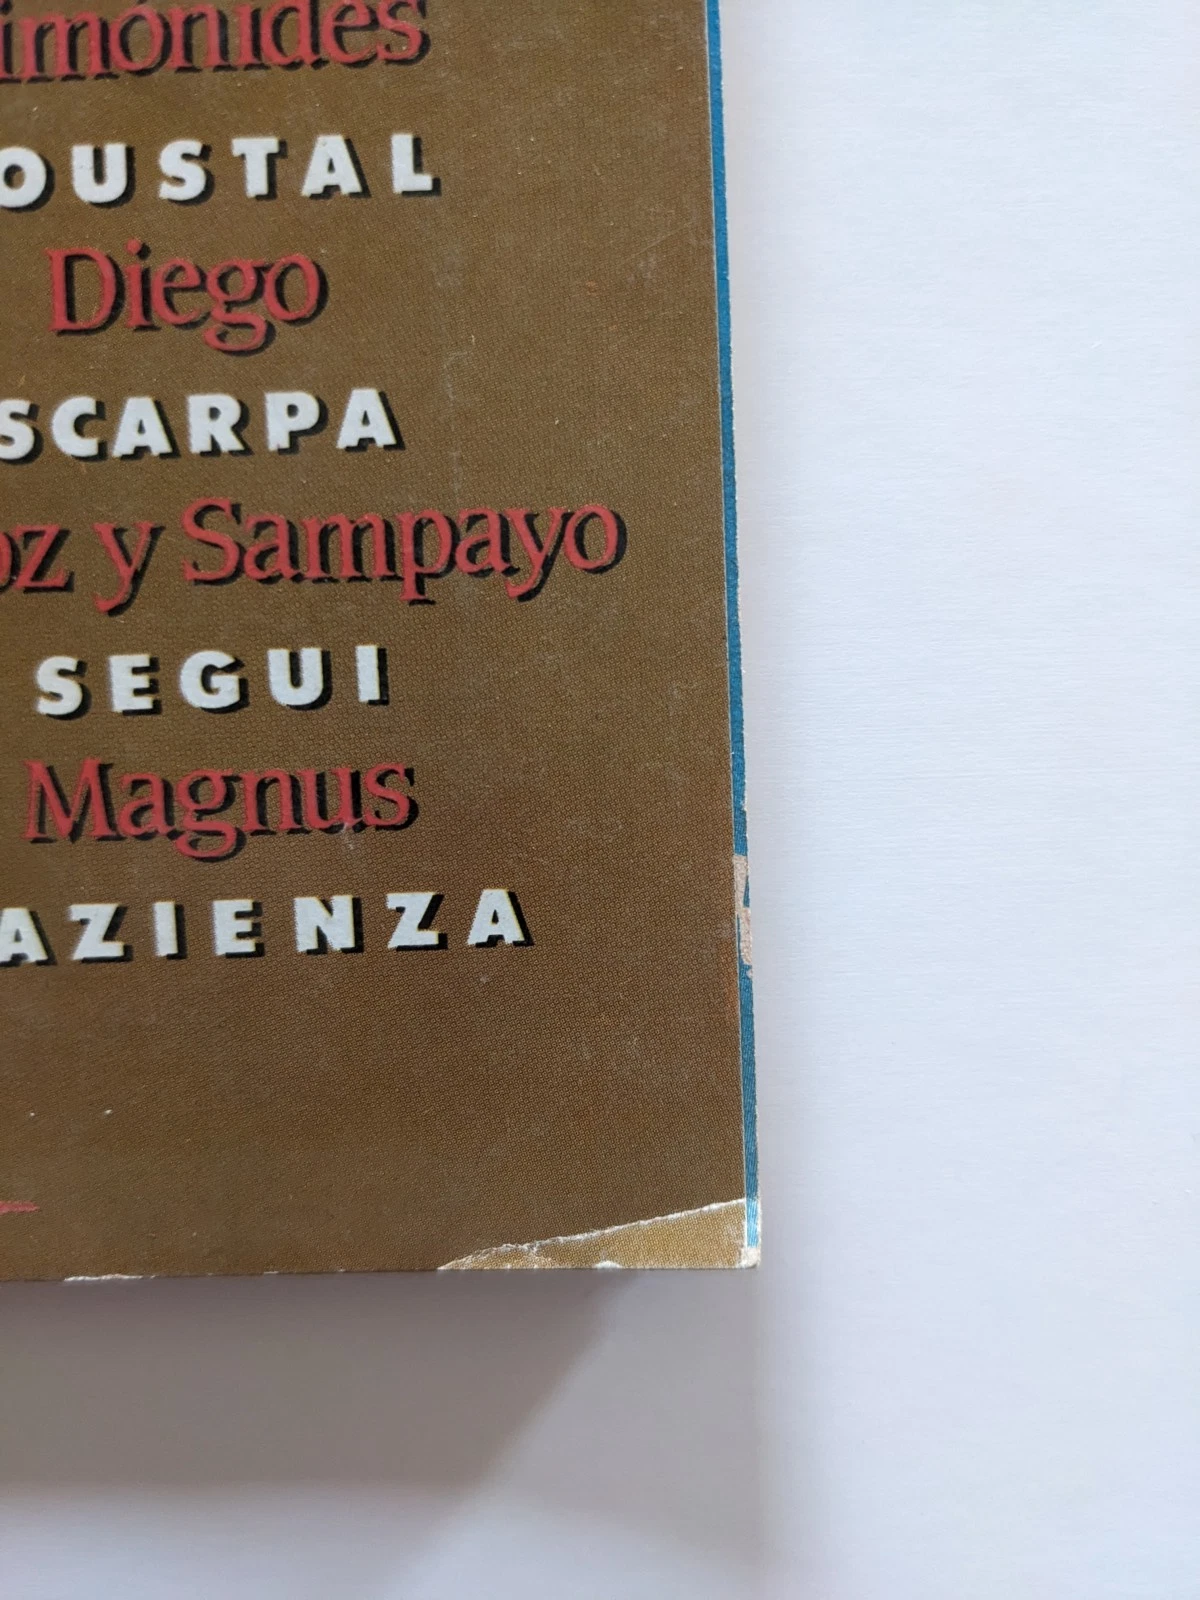 imónides
OUSTAL
Diego
SCARPA
oz y Sampayo
SEGUI
Magnus
AZIENZA